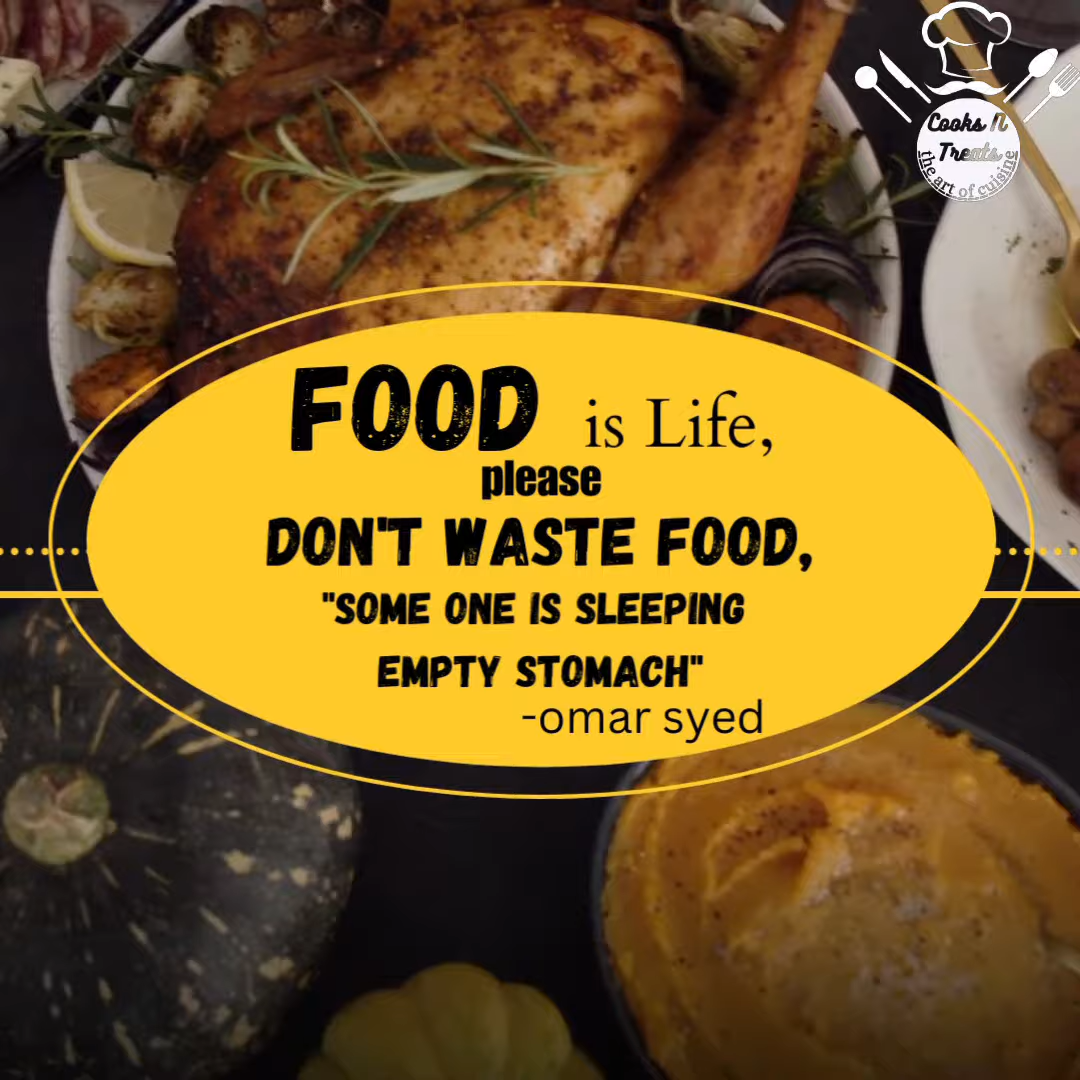 Cooks N
Treats
the art of cuisine
FOOD is Life,
please
DON'T WASTE FOOD,
"SOME ONE IS SLEEPING
EMPTY STOMACH"
-omar syed